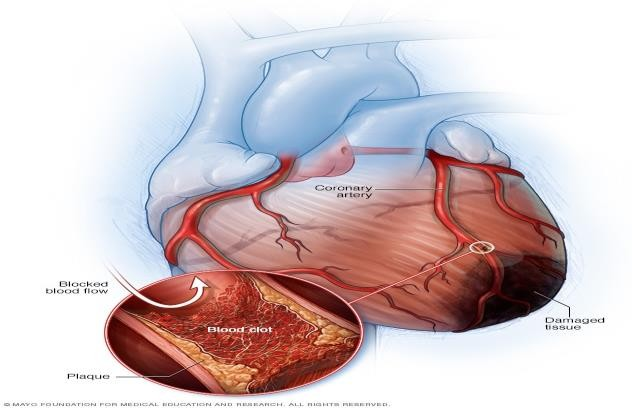 Coronary
artery
Blocked
blood flow
Blood clot
Damaged
tissue
Plaque
© MAYO FOUNDATION FOR MEDICAL EDUCATION AND RESEARCH. ALL RIGHTS RESERVED.